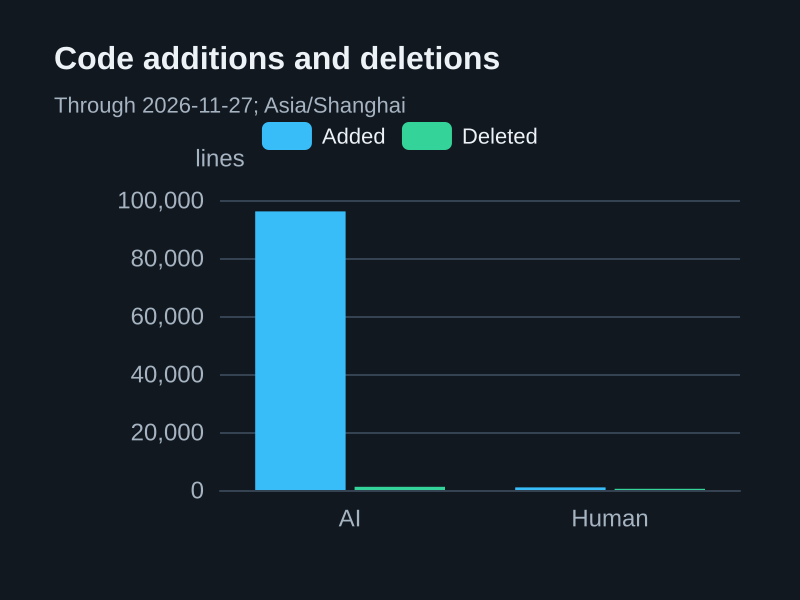 Code additions and deletions
Through 2026-11-27; Asia/Shanghai
Added Deleted
lines
100,000
80,000
60,000
40,000
20,000
0
AI Human